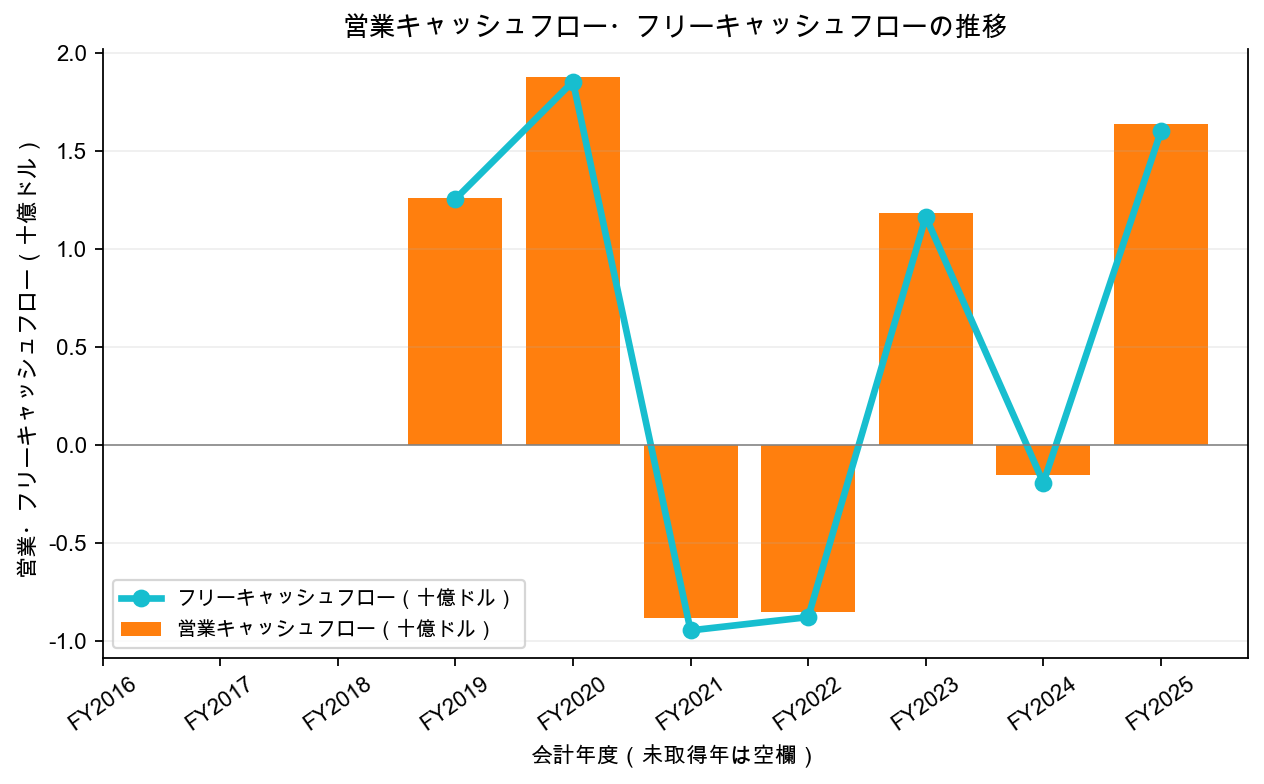 営業キャッシュフロー・フリーキャッシュフローの推移
営業・フリーキャッシュフロー（十億ドル）
2.0
1.5
1.0
0.5
0.0
-0.5
-1.0
フリーキャッシュフロー（十億ドル）
営業キャッシュフロー（十億ドル）
FY2016
FY2017
FY2018
FY2019
FY2020
FY2021
FY2022
FY2023
FY2024
FY2025
会計年度（未取得年は空欄）